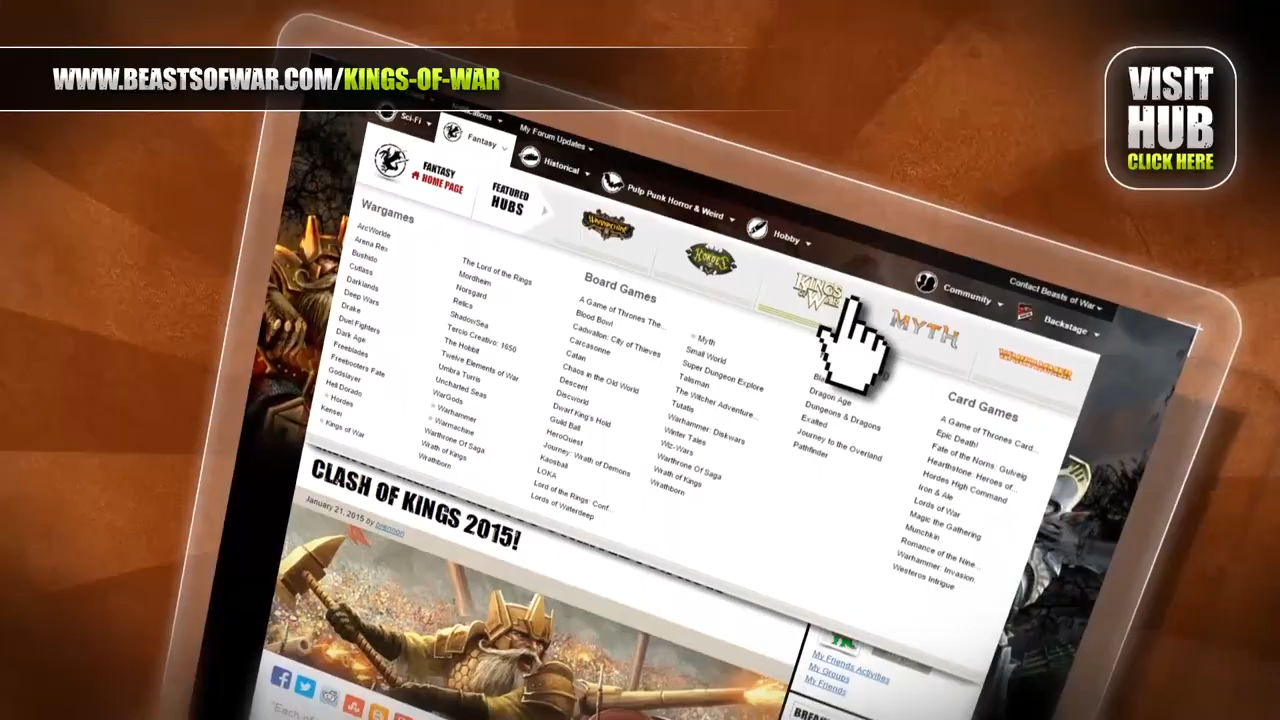 WWW.BEASTSOFWAR.COM/KINGS-OF-WAR
VISIT
HUB
CLICK HERE
Sci-Fi
My Forum Updates
Fantasy
Historical
Pulp Punk Horror & Weird
Hobby
Community
Contact Beasts of War
Backstage
FANTASY
HOME PAGE
FEATURED
HUBS
WARMACHINE
HORDES
KINGS
OF WAR
MYTH
WARHAMMER
Wargames
ArcWorlde
Arena Rex
Bushido
Cutlass
Darklands
Deep Wars
Drake
Duel Fighters
Dark Age
Freeblades
Freebooters Fate
Godslayer
Hell Dorado
Hordes
Kensei
Kings of War
The Lord of the Rings
Mordheim
Norsgard
Relics
ShadowSea
Tercio Creativo: 1650
The Hobbit
Twelve Elements of War
Umbra Turris
Uncharted Seas
WarGods
Warhammer
Warmachine
Warthrone Of Saga
Wrath of Kings
Wrathborn
Board Games
A Game of Thrones The...
Blood Bowl
Cadwallon: City of Thieves
Carcasonne
Catan
Chaos in the Old World
Descent
Discworld
Dwarf King's Hold
Guild Ball
HeroQuest
Journey: Wrath of Demons
Kaosball
LOKA
Lord of the Rings: Conf...
Lords of Waterdeep
Myth
Small World
Super Dungeon Explore
Talisman
The Witcher Adventure...
Tutatis
Warhammer: Diskwars
Winter Tales
Wiz-Wars
Warthrone Of Saga
Wrath of Kings
Wrathborn
Dragon Age
Dungeons & Dragons
Exalted
Journey to the Overland
Pathfinder
Card Games
A Game of Thrones Card...
Epic Death!
Fate of the Norns: Gulveig
Hearthstone: Heroes of...
Hordes High Command
Iron & Ale
Lords of War
Magic the Gathering
Munchkin
Romance of the Nine...
Warhammer: Invasion
Westeros Intrigue
CLASH OF KINGS 2015!
January 21, 2015 by brennon
My Friends Activities
My Groups
My Friends